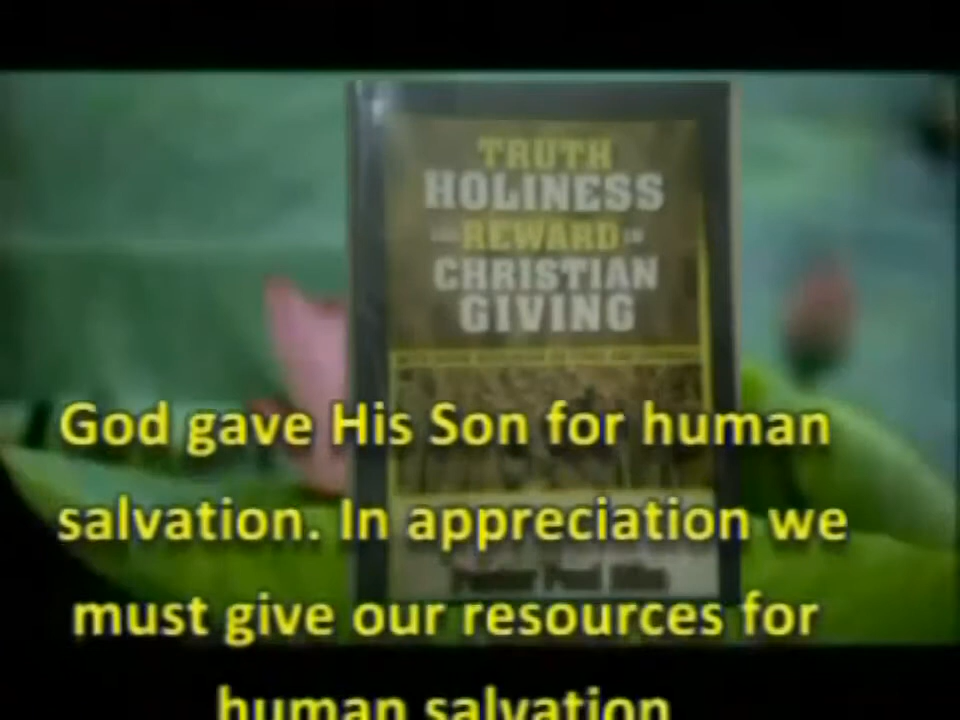 TRUTH
HOLINESS
REWARD
CHRISTIAN
GIVING
God gave His Son for human
salvation. In appreciation we
must give our resources for
human salvation